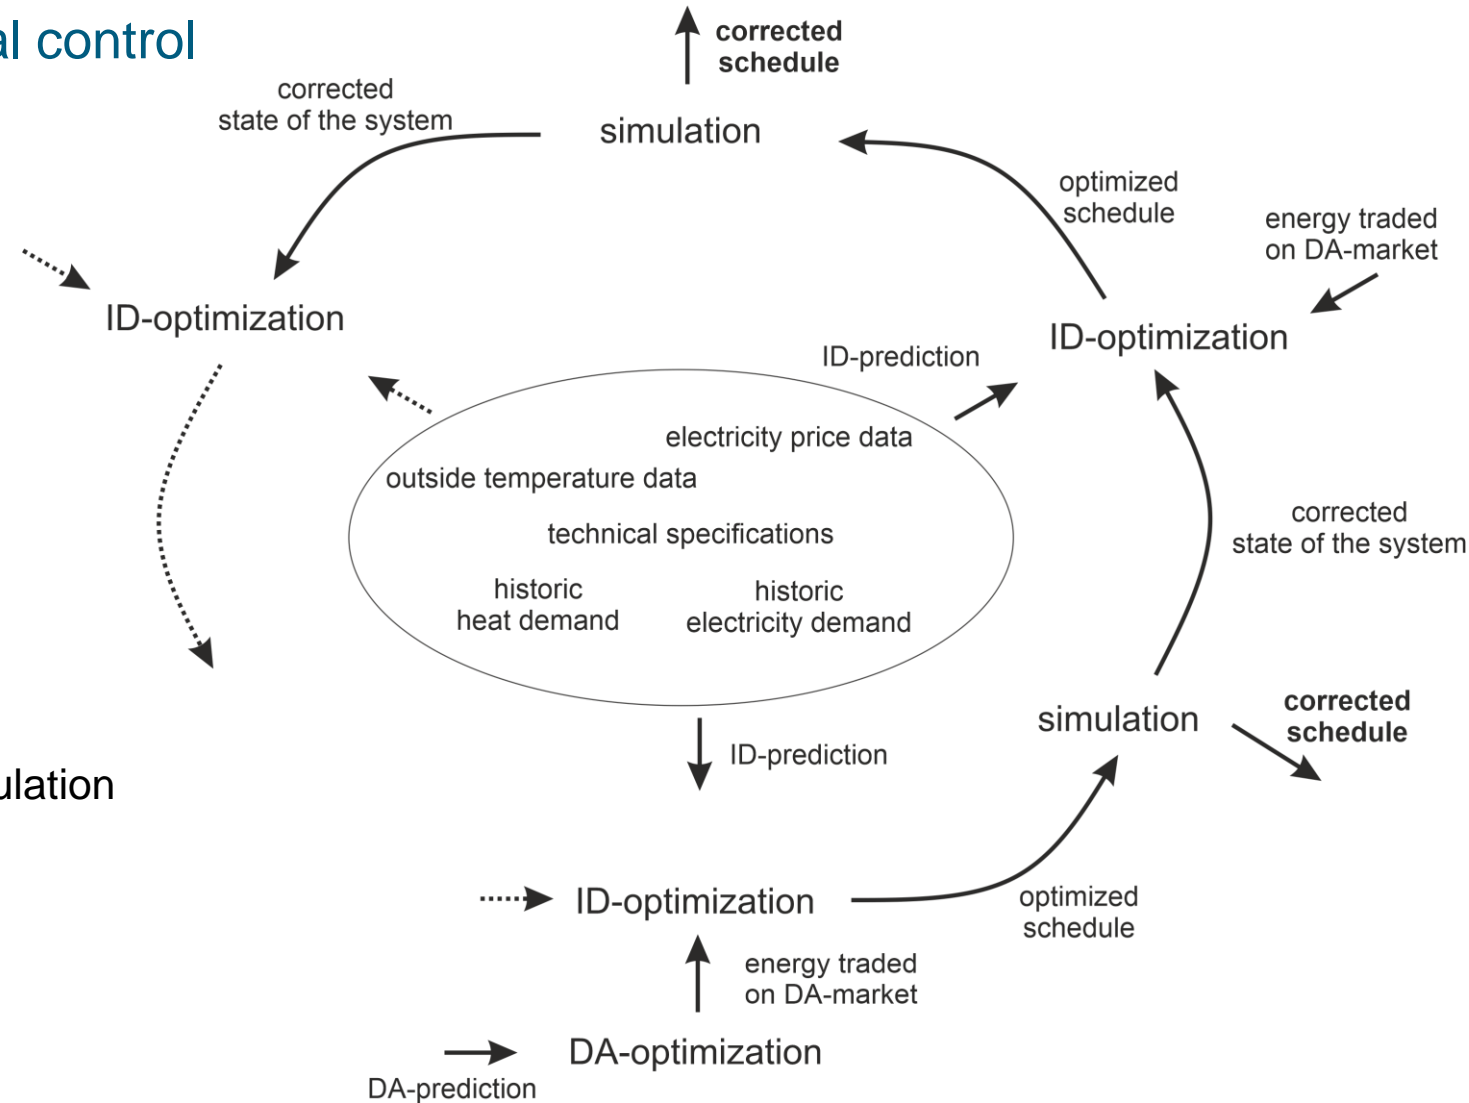 al control
corrected
schedule
corrected
state of the system
simulation
optimized
schedule
energy traded
on DA-market
ID-optimization
ID-optimization
ID-prediction
electricity price data
outside temperature data
technical specifications
historic
heat demand
historic
electricity demand
corrected
state of the system
simulation
corrected
schedule
ID-prediction
ulation
ID-optimization
optimized
schedule
energy traded
on DA-market
DA-optimization
DA-prediction